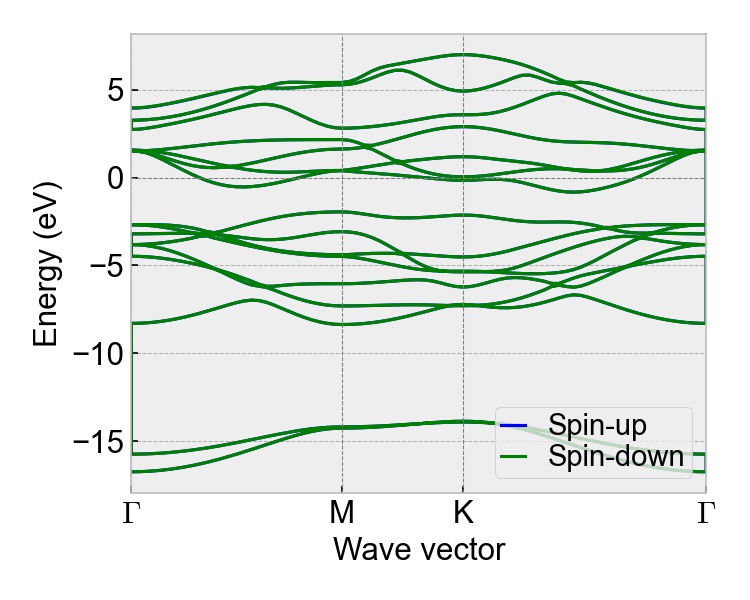 Energy (eV)
5
0
−5
−10
−15
Spin-up
Spin-down
Γ M K Γ
Wave vector